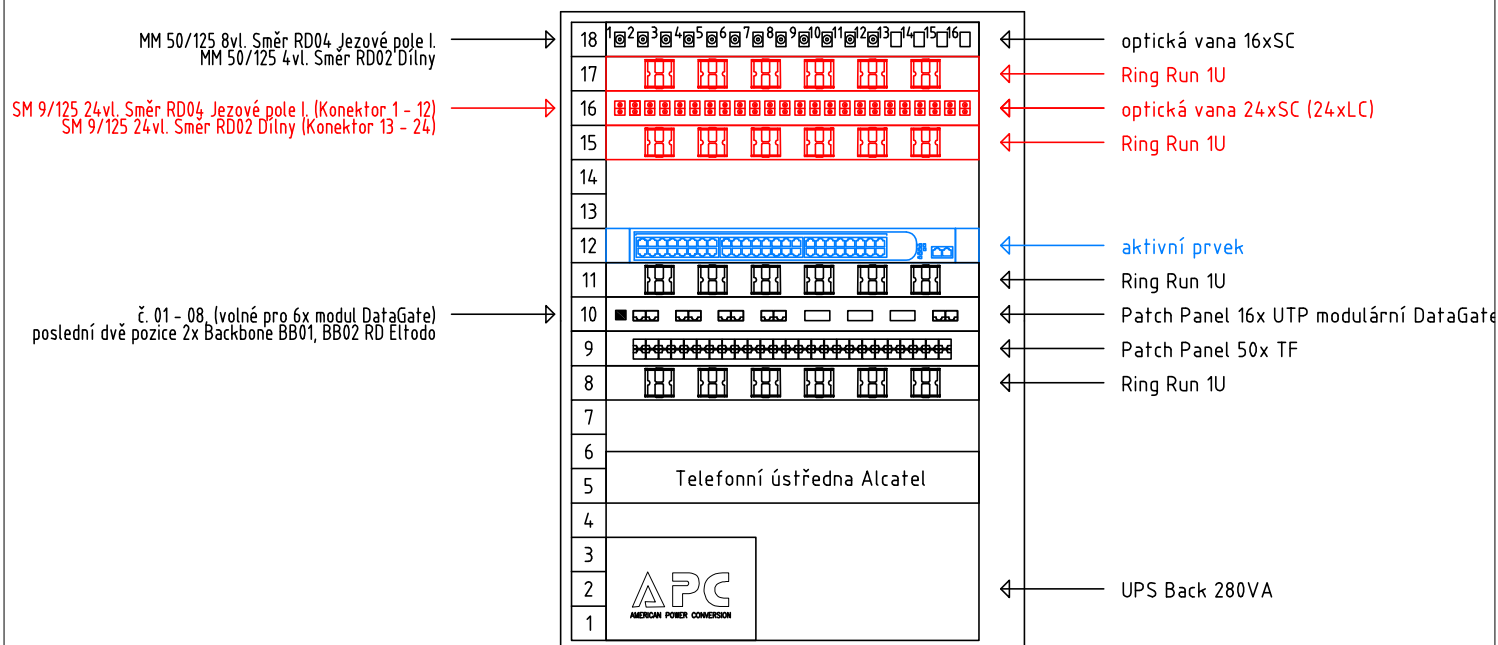 MM 50/125 8vl. Směr RD04 Jezové pole I.
MM 50/125 4vl. Směr RD02 Dílny
18
1 2 3 4 5 6 7 8 9 10 11 12 13 14 15 16
optická vana 16xSC
17
Ring Run 1U
SM 9/125 24vl. Směr RD04 Jezové pole I. (Konektor 1 - 12)
SM 9/125 24vl. Směr RD02 Dílny (Konektor 13 - 24)
16
optická vana 24xSC (24xLC)
15
Ring Run 1U
14
13
12
aktivní prvek
11
Ring Run 1U
č. 01 - 08, (volné pro 6x modul DataGate)
poslední dvě pozice 2x Backbone BB01, BB02 RD Eltodo
10
Patch Panel 16x UTP modulární DataGate
9
Patch Panel 50x TF
8
Ring Run 1U
7
6
Telefonní ústředna Alcatel
5
4
3
APC
AMERICAN POWER CONVERSION
2
UPS Back 280VA
1